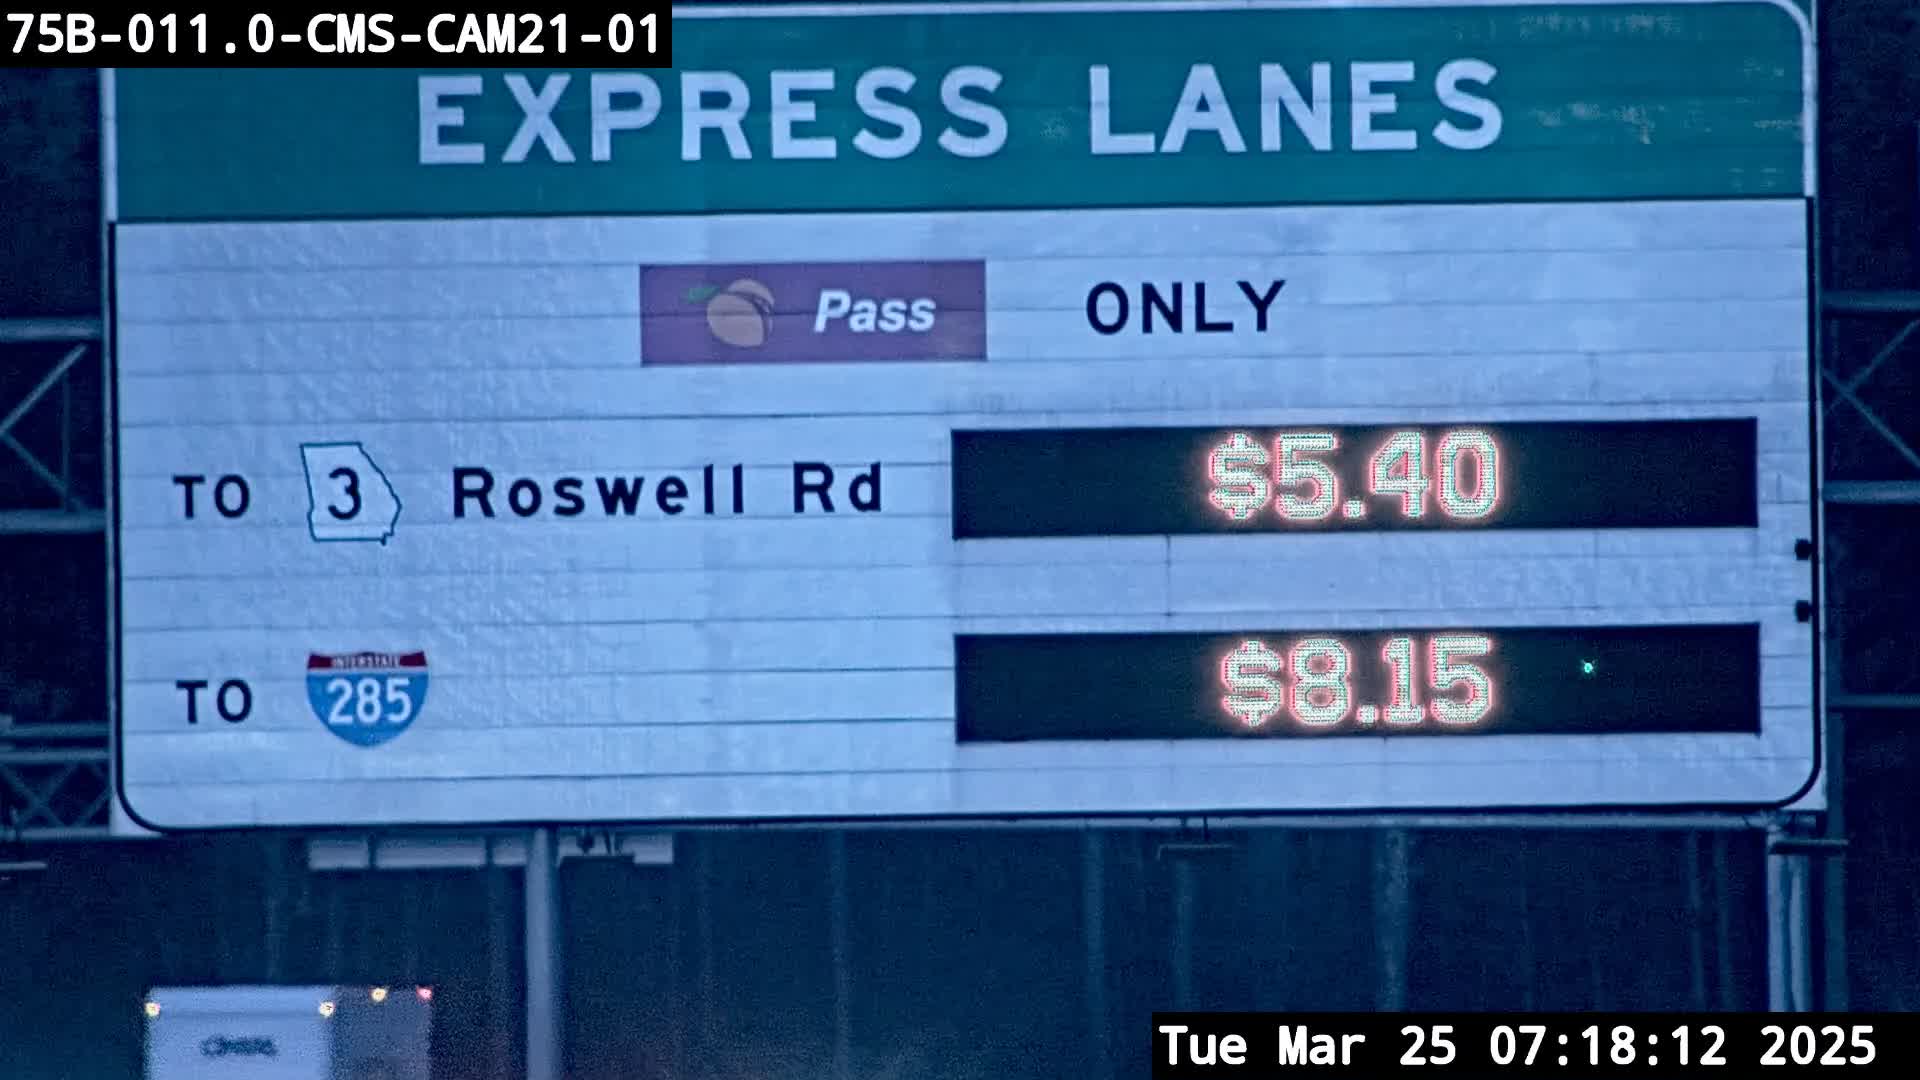 75B-011.0-CMS-CAM21-01
EXPRESS LANES
Pass ONLY
TO 3 Roswell Rd $5.40
TO INTERSTATE 285 $8.15
Tue Mar 25 07:18:12 2025